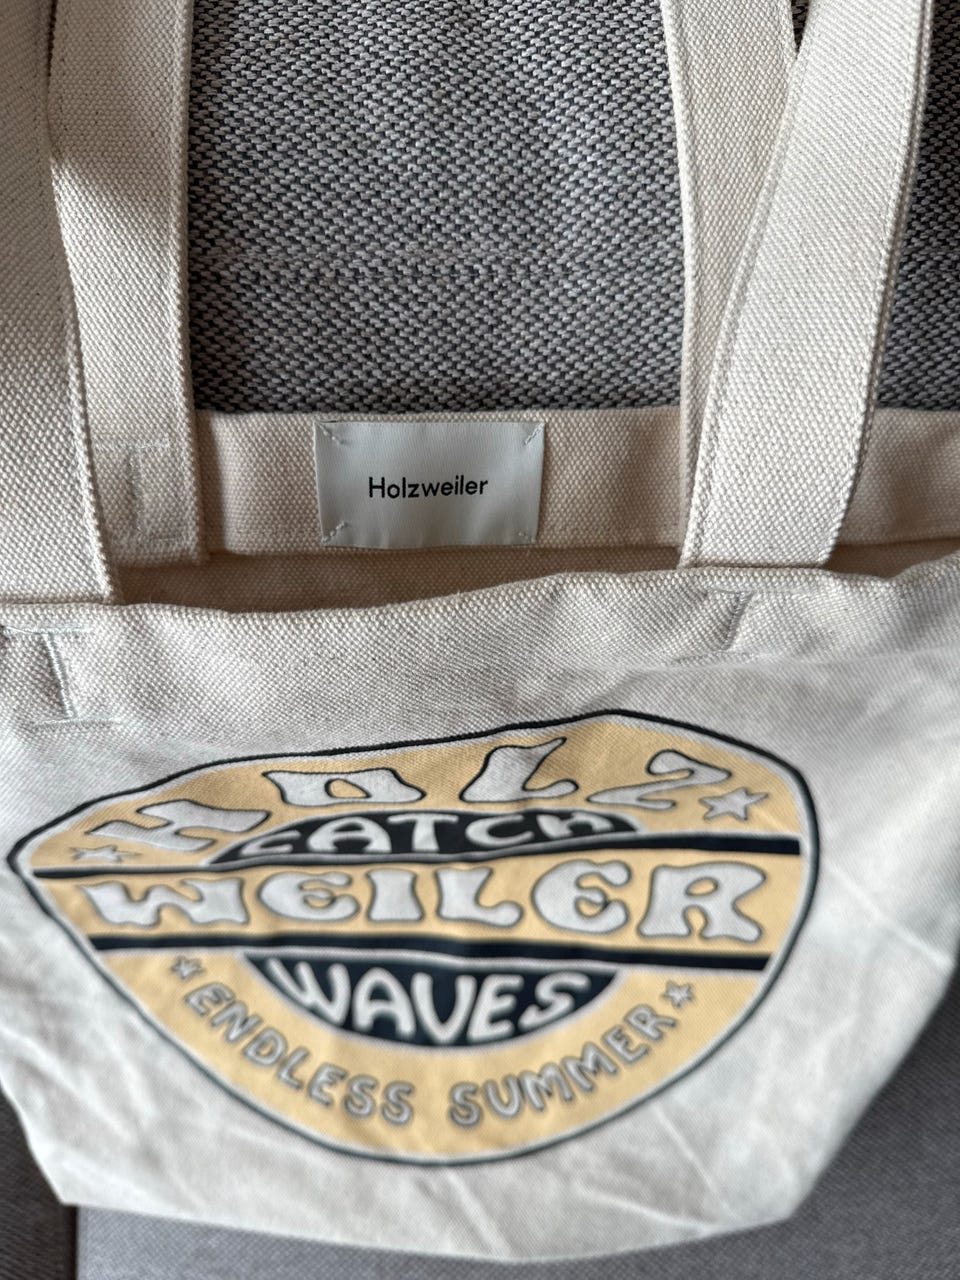 Holzweiler
HOLZ
CATCH
WEILER
WAVES
ENDLESS SUMMER